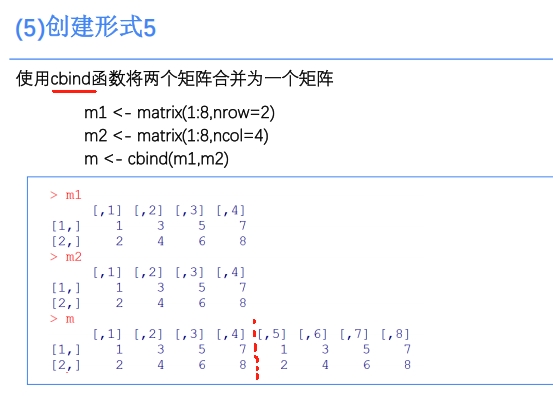 (5)创建形式5
使用cbind函数将两个矩阵合并为一个矩阵
m1 <- matrix(1:8,nrow=2)
m2 <- matrix(1:8,ncol=4)
m <- cbind(m1,m2)
> m1
[,1] [,2] [,3] [,4]
[1,] 1 3 5 7
[2,] 2 4 6 8
> m2
[,1] [,2] [,3] [,4]
[1,] 1 3 5 7
[2,] 2 4 6 8
> m
[,1] [,2] [,3] [,4] [,5] [,6] [,7] [,8]
[1,] 1 3 5 7 1 3 5 7
[2,] 2 4 6 8 2 4 6 8